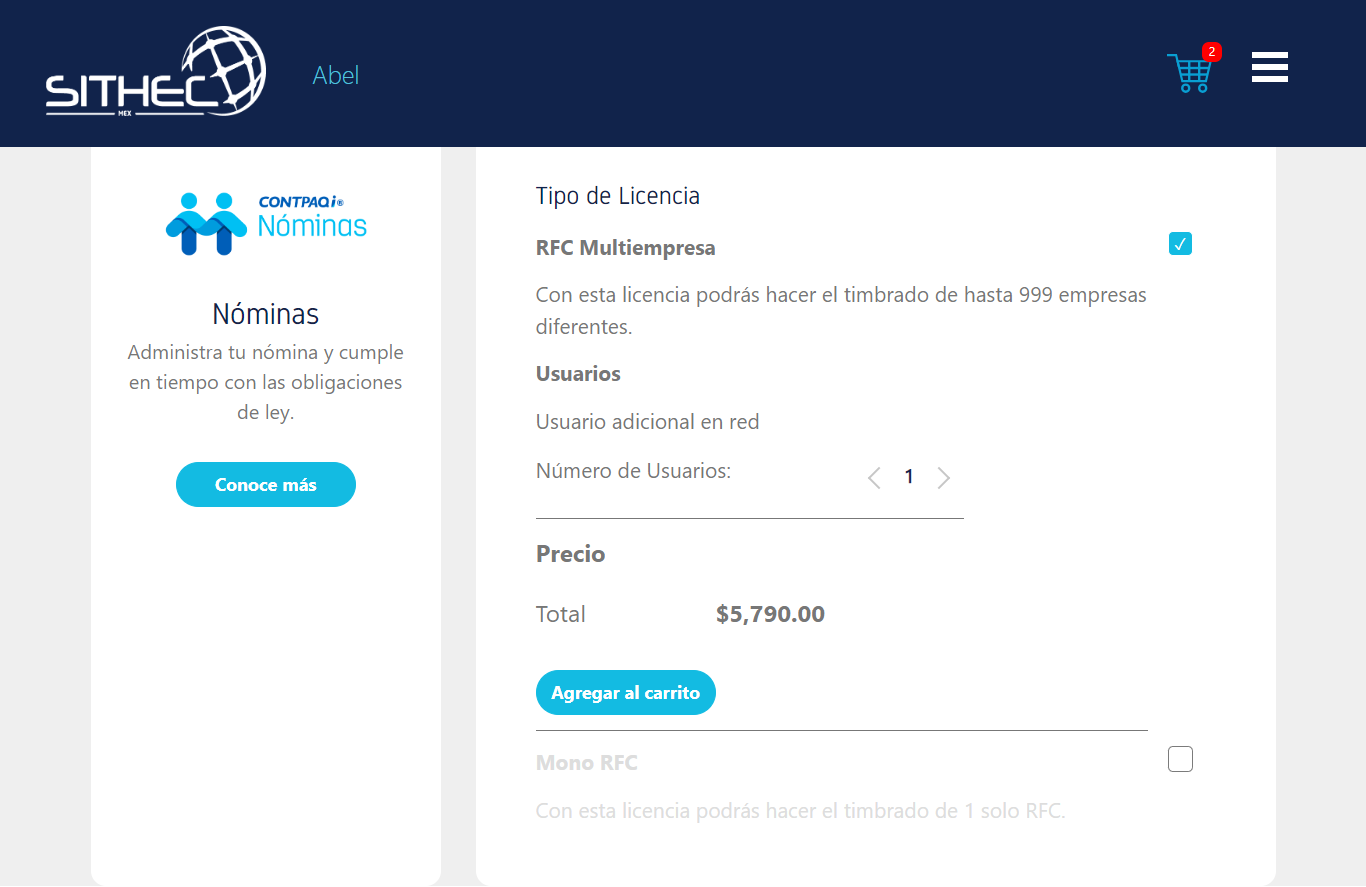 SITHEC
MEX
Abel
2
CONTPAQi®
Nóminas
Nóminas
Administra tu nómina y cumple
en tiempo con las obligaciones
de ley.
Conoce más
Tipo de Licencia
RFC Multiempresa
Con esta licencia podrás hacer el timbrado de hasta 999 empresas
diferentes.
Usuarios
Usuario adicional en red
Número de Usuarios: 1
Precio
Total $5,790.00
Agregar al carrito
Mono RFC
Con esta licencia podrás hacer el timbrado de 1 solo RFC.